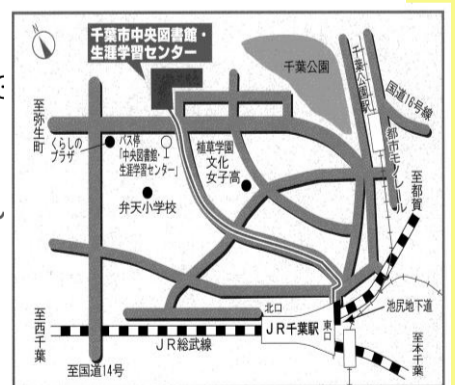 千葉市中央図書館・
生涯学習センター
千葉公園
千葉公園駅
国道16号線
都市モノレール
至都賀
至弥生町
くらしの
プラザ
バス停
「中央図書館・
生涯学習センター」
植草学園
文化
女子高
弁天小学校
池尻地下道
北口
東口
JR千葉駅
至西千葉
JR総武線
至本千葉
至国道14号
N